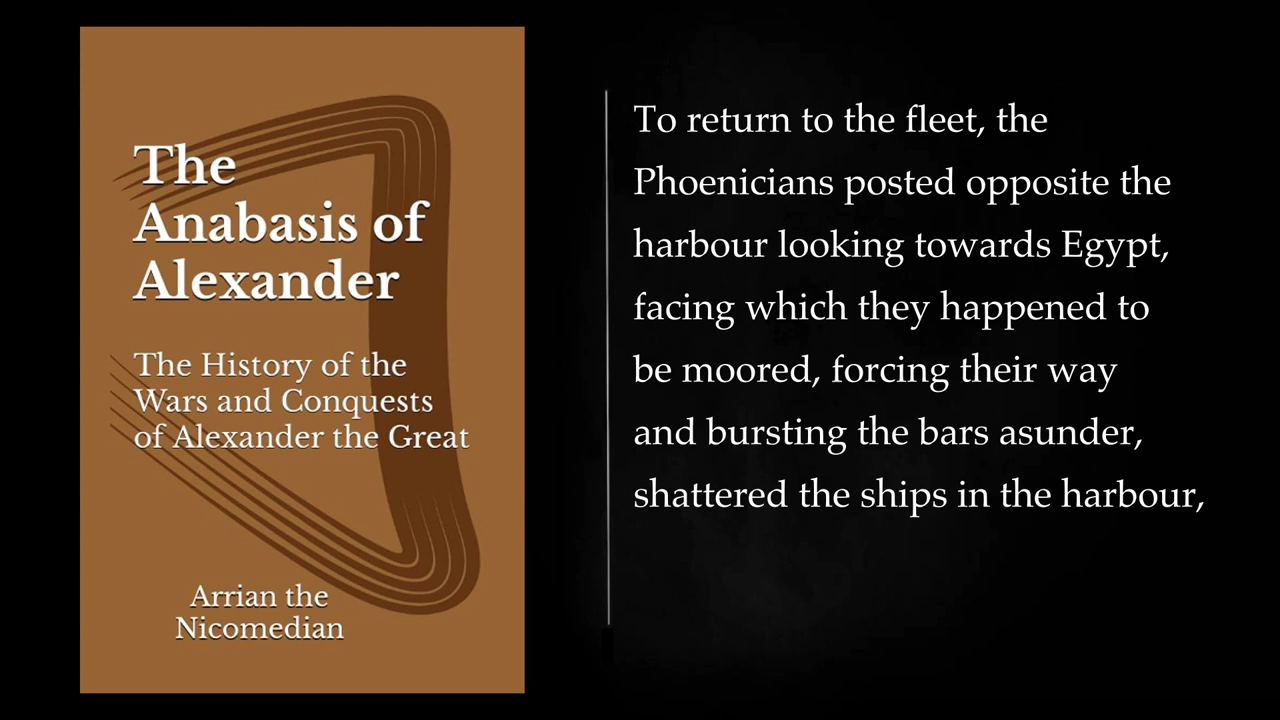 The
Anabasis of
Alexander
The History of the
Wars and Conquests
of Alexander the Great
Arrian the
Nicomedian
To return to the fleet, the
Phoenicians posted opposite the
harbour looking towards Egypt,
facing which they happened to
be moored, forcing their way
and bursting the bars asunder,
shattered the ships in the harbour,